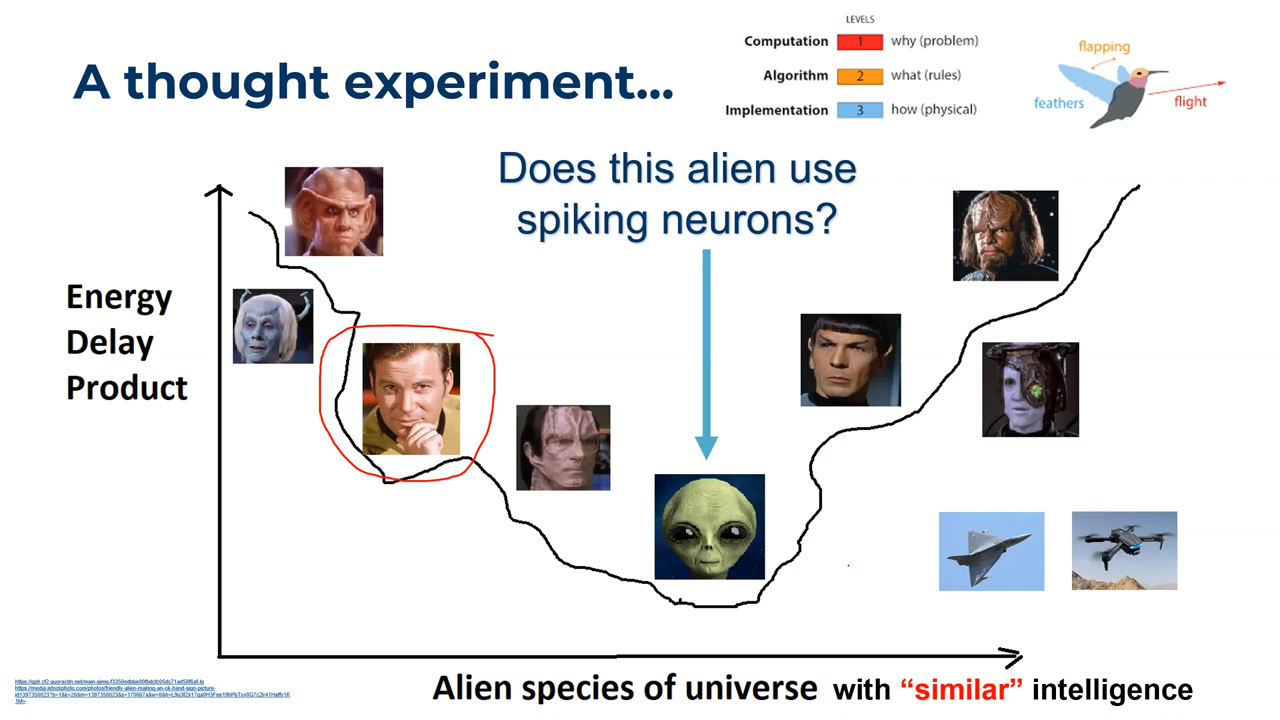 A thought experiment...
LEVELS
Computation 1 why (problem)
Algorithm 2 what (rules)
Implementation 3 how (physical)
flapping
feathers
flight
Does this alien use
spiking neurons?
Energy
Delay
Product
Alien species of universe with “similar” intelligence